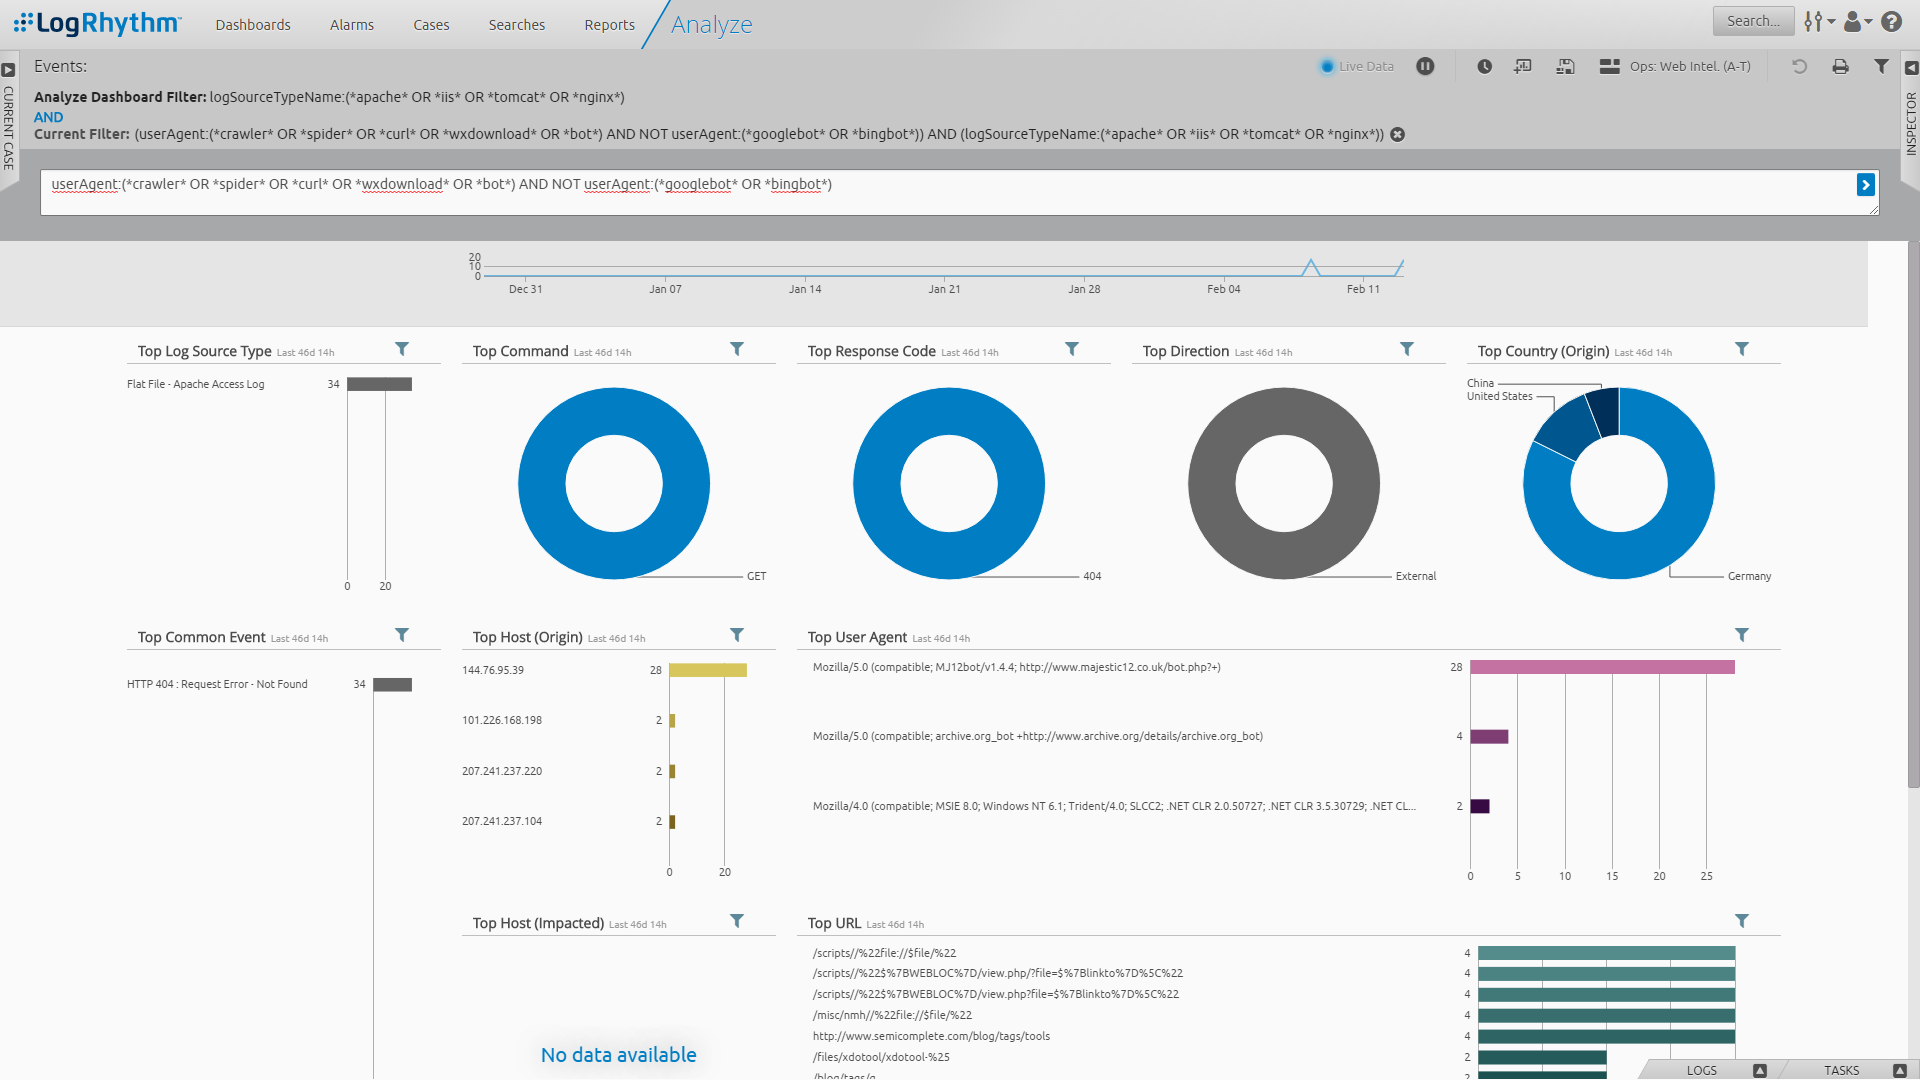 LogRhythm
Dashboards
Alarms
Cases
Searches
Reports
Analyze
Search...
CURRENT CASE
INSPECTOR
Events:
Live Data
Ops: Web Intel. (A-T)
Analyze Dashboard Filter: logSourceTypeName:(*apache* OR *iis* OR *tomcat* OR *nginx*)
AND
Current Filter: (userAgent:(*crawler* OR *spider* OR *curl* OR *wxdownload* OR *bot*) AND NOT userAgent:(*googlebot* OR *bingbot*)) AND (logSourceTypeName:(*apache* OR *iis* OR *tomcat* OR *nginx*))
userAgent:(*crawler* OR *spider* OR *curl* OR *wxdownload* OR *bot*) AND NOT userAgent:(*googlebot* OR *bingbot*)
20
10
0
Dec 31
Jan 07
Jan 14
Jan 21
Jan 28
Feb 04
Feb 11
Top Log Source Type Last 46d 14h
Flat File - Apache Access Log 34
0 20
Top Command Last 46d 14h
GET
Top Response Code Last 46d 14h
404
Top Direction Last 46d 14h
External
Top Country (Origin) Last 46d 14h
China
United States
Germany
Top Common Event Last 46d 14h
HTTP 404 : Request Error - Not Found 34
Top Host (Origin) Last 46d 14h
144.76.95.39 28
101.226.168.198 2
207.241.237.220 2
207.241.237.104 2
0 20
Top User Agent Last 46d 14h
Mozilla/5.0 (compatible; MJ12bot/v1.4.4; http://www.majestic12.co.uk/bot.php?+) 28
Mozilla/5.0 (compatible; archive.org_bot +http://www.archive.org/details/archive.org_bot) 4
Mozilla/4.0 (compatible; MSIE 8.0; Windows NT 6.1; Trident/4.0; SLCC2; .NET CLR 2.0.50727; .NET CLR 3.5.30729; .NET CL... 2
0 5 10 15 20 25
Top Host (Impacted) Last 46d 14h
No data available
Top URL Last 46d 14h
/scripts//%22file://$file/%22 4
/scripts//%22$%7BWEBLOC%7D/view.php/?file=$%7Blinkto%7D%5C%22 4
/scripts//%22$%7BWEBLOC%7D/view.php?file=$%7Blinkto%7D%5C%22 4
/misc/nmh//%22file://$file/%22 4
http://www.semicomplete.com/blog/tags/tools 4
/files/xdotool/xdotool-%25 2
2
LOGS
TASKS